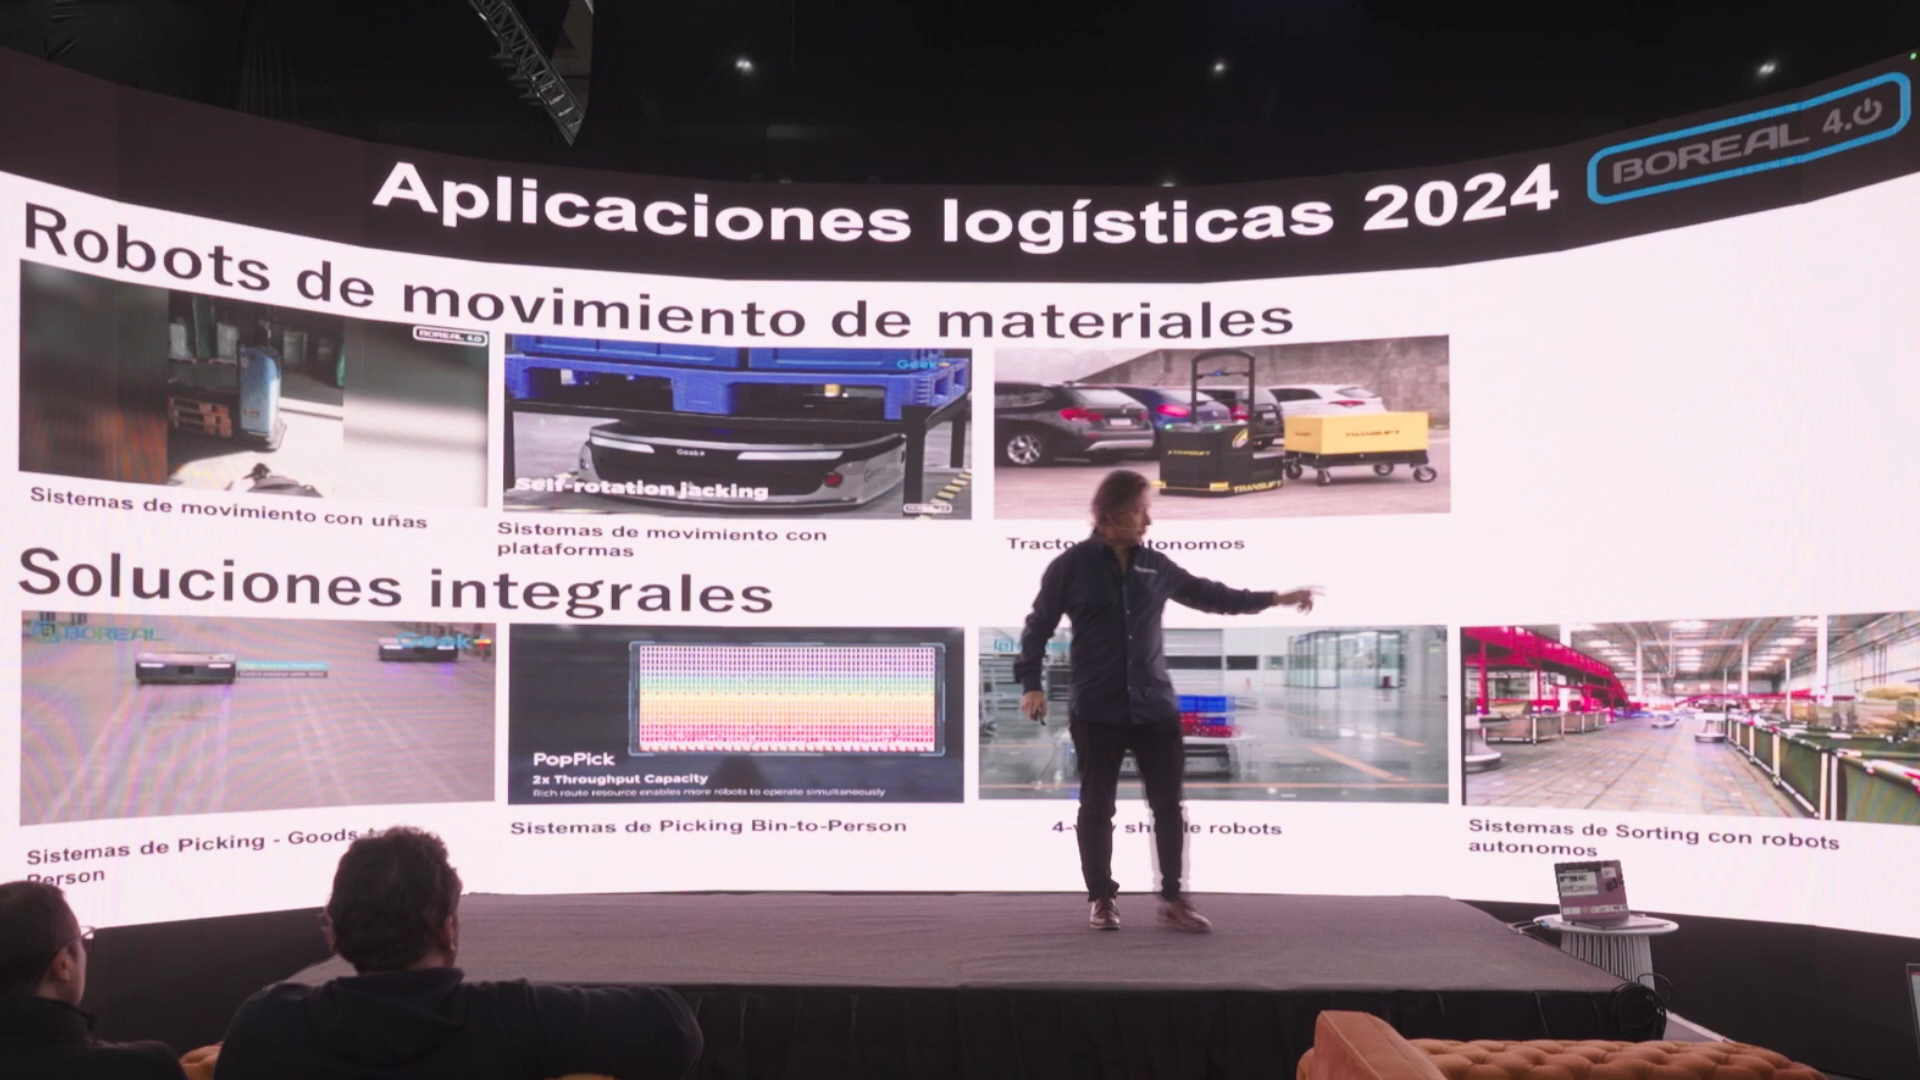 Aplicaciones logísticas 2024
BOREAL 4.0
Robots de movimiento de materiales
BOREAL 4.0
Geek+
Geek+
Self-rotation jacking
TRANSLIFT
TRANSLIFT
Sistemas de movimiento con uñas
Sistemas de movimiento con
plataformas
Soluciones integrales
BOREAL
Geek+
PopPick
2x Throughput Capacity
Rich route resource enables more robots to operate simultaneously
Sistemas de Picking - Goods
Person
Sistemas de Picking Bin-to-Person
robots
Sistemas de Sorting con robots
autonomos